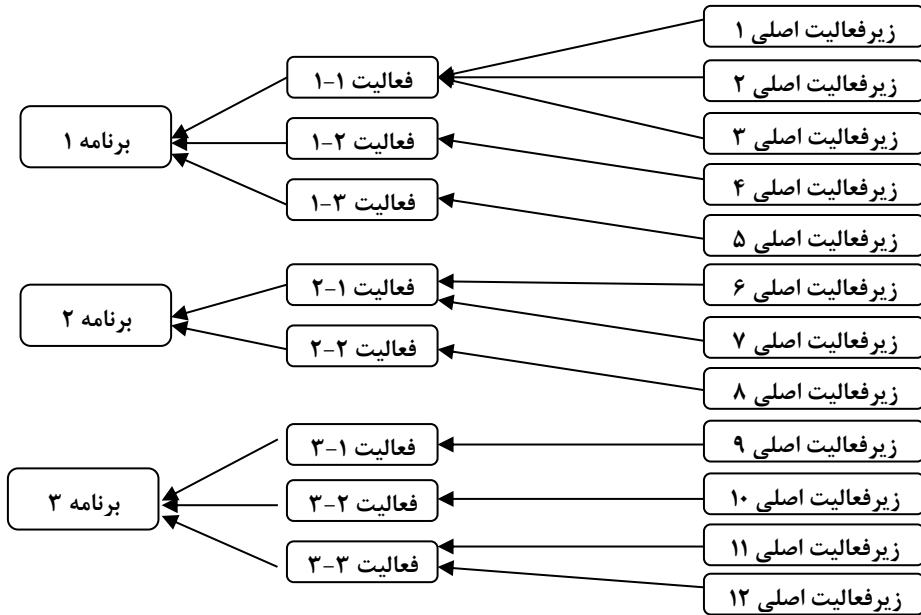 زیرفعالیت اصلی ۱
زیرفعالیت اصلی ۲
زیرفعالیت اصلی ۳
زیرفعالیت اصلی ۴
زیرفعالیت اصلی ۵
زیرفعالیت اصلی ۶
زیرفعالیت اصلی ۷
زیرفعالیت اصلی ۸
زیرفعالیت اصلی ۹
زیرفعالیت اصلی ۱۰
زیرفعالیت اصلی ۱۱
زیرفعالیت اصلی ۱۲
فعالیت ۱-۱
فعالیت ۲-۱
فعالیت ۳-۱
فعالیت ۱-۲
فعالیت ۲-۲
فعالیت ۱-۳
فعالیت ۲-۳
فعالیت ۳-۳
برنامه ۱
برنامه ۲
برنامه ۳